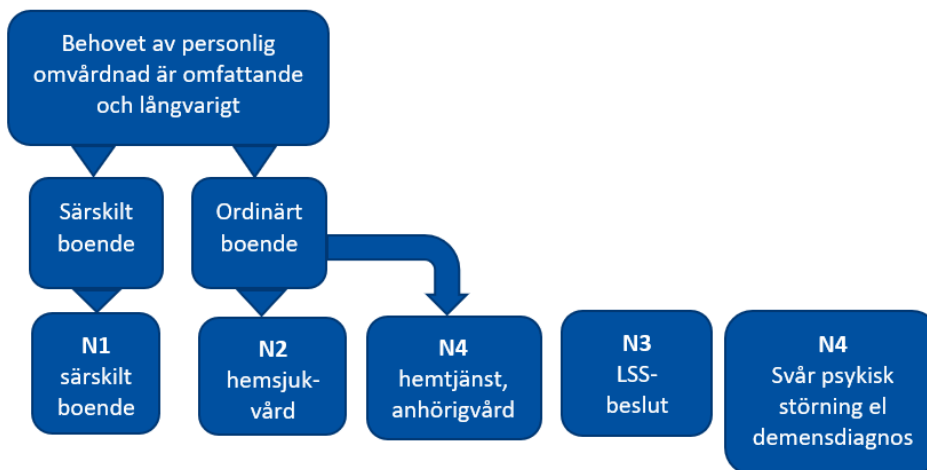 Behovet av personlig
omvårdnad är omfattande
och långvarigt
Särskilt
boende
Ordinärt
boende
N1
särskilt
boende
N2
hemsjuk-
vård
N4
hemtjänst,
anhörigvård
N3
LSS-
beslut
N4
Svår psykisk
störning el
demensdiagnos